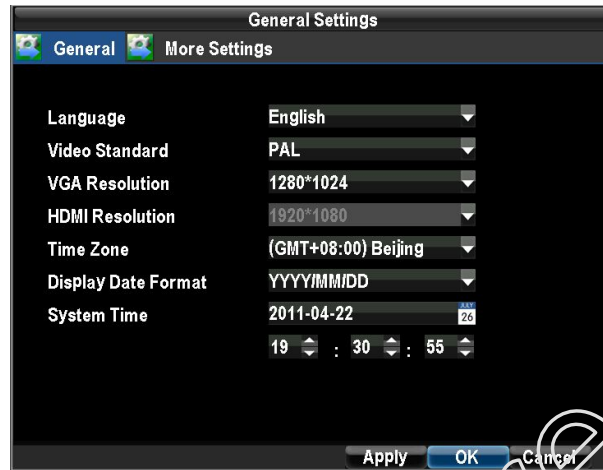 General Settings
General More Settings
Language English
Video Standard PAL
VGA Resolution 1280*1024
HDMI Resolution 1920*1080
Time Zone (GMT+08:00) Beijing
Display Date Format YYYY/MM/DD
System Time 2011-04-22
JULY
26
19 : 30 : 55
Apply OK Cancel